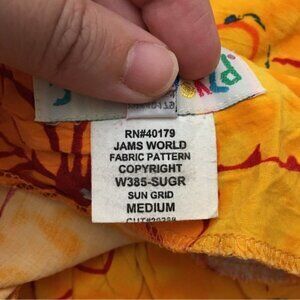 RN#40179
JAMS WORLD
FABRIC PATTERN
COPYRIGHT
W385-SUGR
SUN GRID
MEDIUM